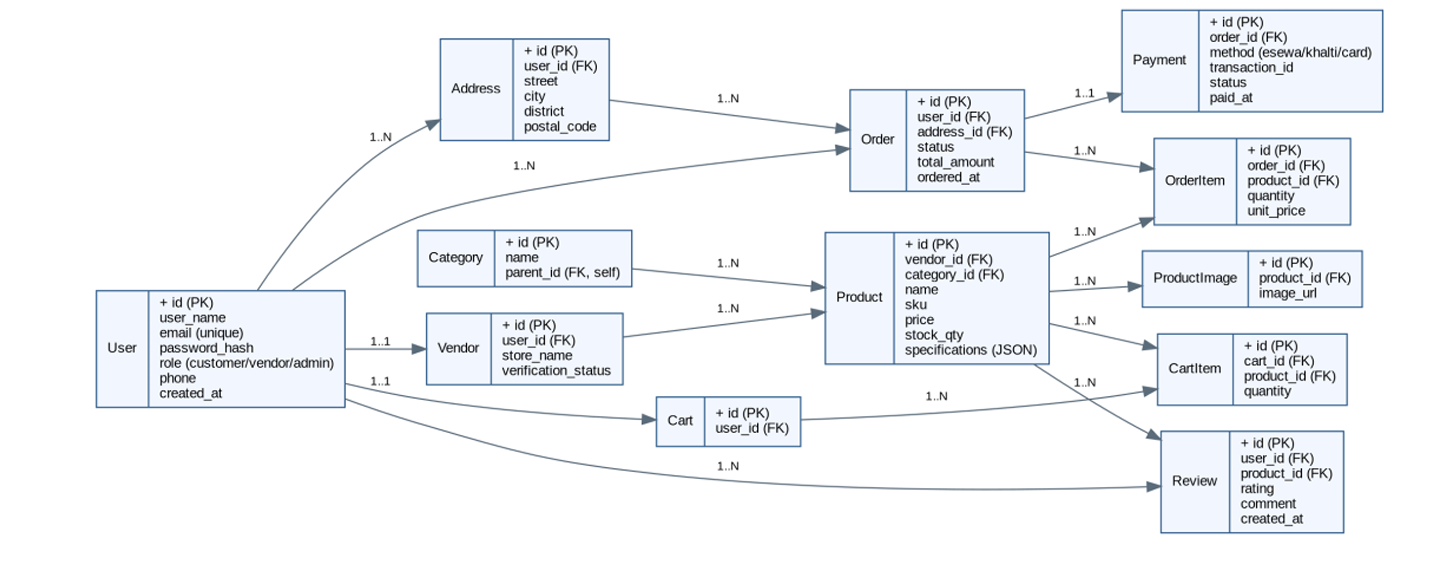 Address
+ id (PK)
user_id (FK)
street
city
district
postal_code
Payment
+ id (PK)
order_id (FK)
method (esewa/khalti/card)
transaction_id
status
paid_at
Order
+ id (PK)
user_id (FK)
address_id (FK)
status
total_amount
ordered_at
OrderItem
+ id (PK)
order_id (FK)
product_id (FK)
quantity
unit_price
Category
+ id (PK)
name
parent_id (FK, self)
Product
+ id (PK)
vendor_id (FK)
category_id (FK)
name
sku
price
stock_qty
specifications (JSON)
ProductImage
+ id (PK)
product_id (FK)
image_url
User
+ id (PK)
user_name
email (unique)
password_hash
role (customer/vendor/admin)
phone
created_at
Vendor
+ id (PK)
user_id (FK)
store_name
verification_status
CartItem
+ id (PK)
cart_id (FK)
product_id (FK)
quantity
Cart
+ id (PK)
user_id (FK)
Review
+ id (PK)
user_id (FK)
product_id (FK)
rating
comment
created_at
1..N
1..N
1..N
1..1
1..N
1..N
1..N
1..N
1..N
1..N
1..1
1..1
1..N
1..N
1..N